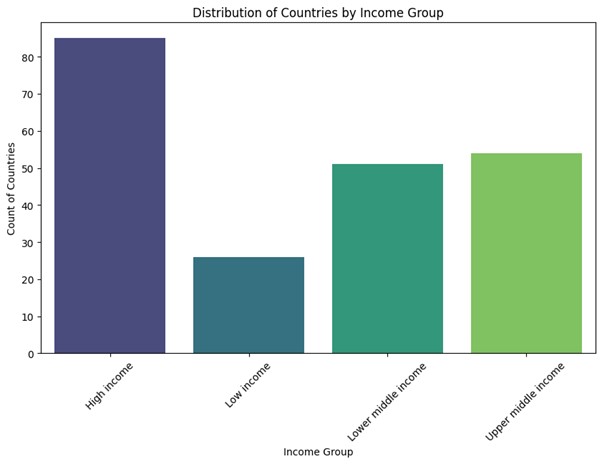 Distribution of Countries by Income Group
Count of Countries
80
70
60
50
40
30
20
10
0
High income
Low income
Lower middle income
Upper middle income
Income Group